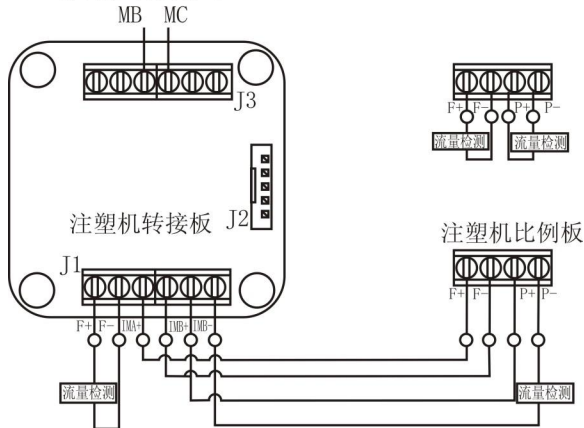 MB MC
J3
F+ F- P+ P-
流量检测 流量检测
注塑机转接板
J2
注塑机比例板
J1
F+ F- P+ P-
F+ F- IMA+ IMB+ IMB-
流量检测
流量检测